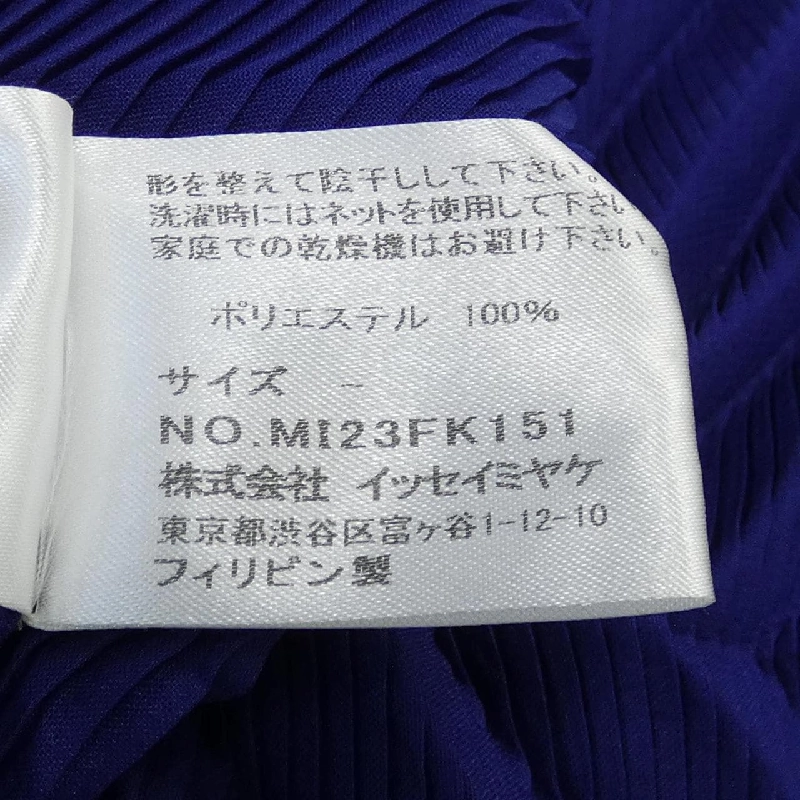 形を整えて陰干しして下さい。
洗濯時にはネットを使用して下さい
家庭での乾燥機はお避け下さい。
ポリエステル 100%
サイズ -
NO.MI23FK151
株式会社 イッセイミヤケ
東京都渋谷区富ヶ谷1-12-10
フィリピン製